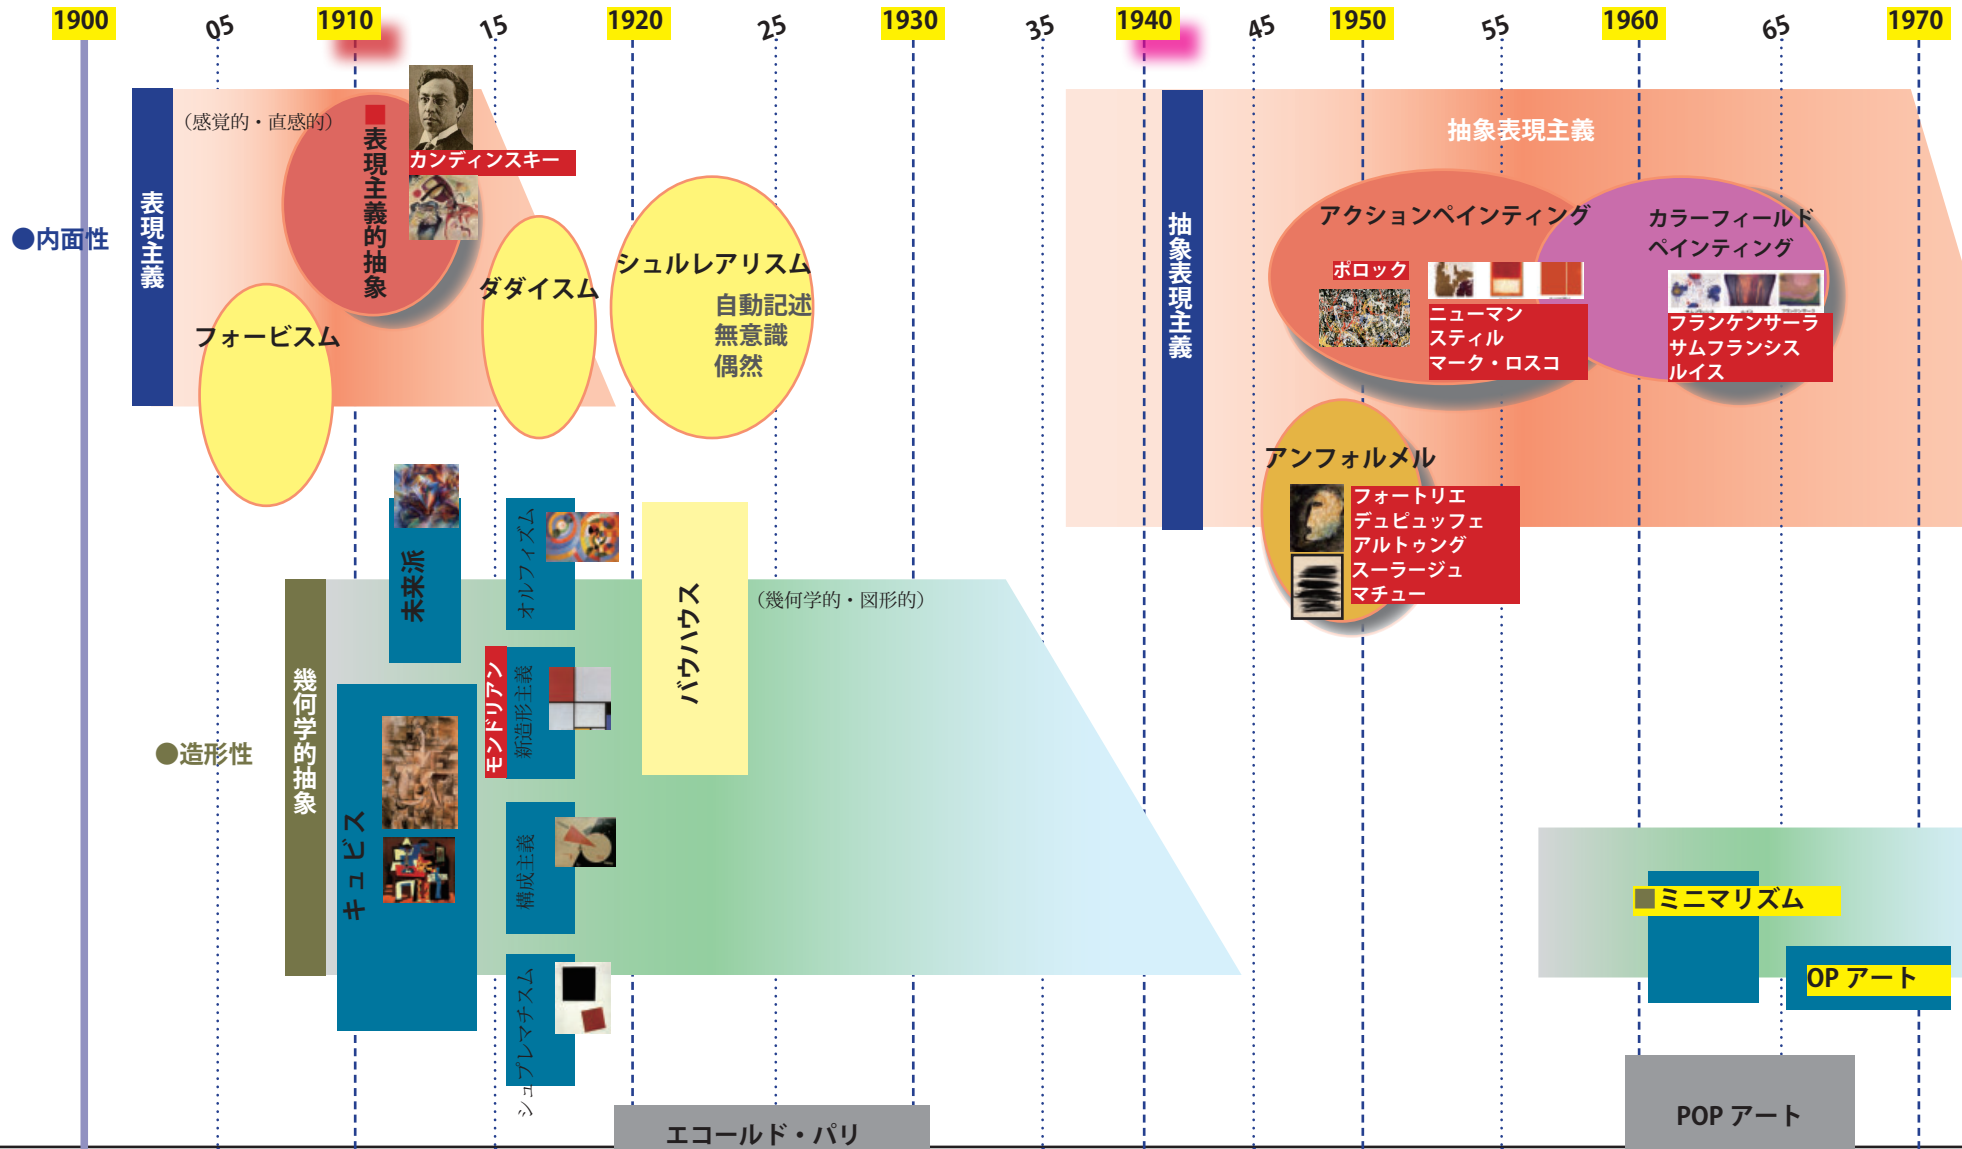 1900
05
1910
15
1920
25
1930
35
1940
45
1950
55
1960
65
1970
●内面性
表現主義
（感覚的・直感的）
■表現主義的抽象
カンディンスキー
フォービスム
ダダイスム
シュルレアリスム
自動記述
無意識
偶然
抽象表現主義
抽象表現主義
アクションペインティング
ポロック
ニューマン
スティル
マーク・ロスコ
カラーフィールド
ペインティング
フランケンサーラ
サムフランシス
ルイス
アンフォルメル
フォートリエ
デュピュッフェ
アルトゥング
スーラージュ
マチュー
●造形性
幾何学的抽象
（幾何学的・図形的）
未来派
キュビス
オルフィズム
モンドリアン
新造形主義
構成主義
シュプレマチスム
バウハウス
エコールド・パリ
■ミニマリズム
OP アート
POP アート